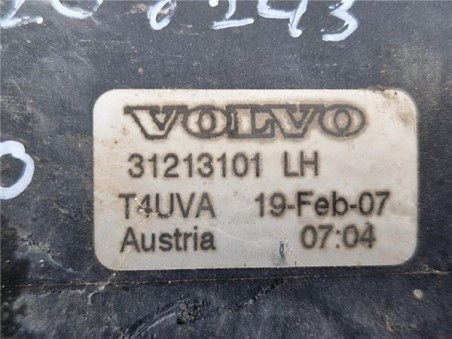 VOLVO
31213101 LH
T4UVA 19-Feb-07
Austria 07:04